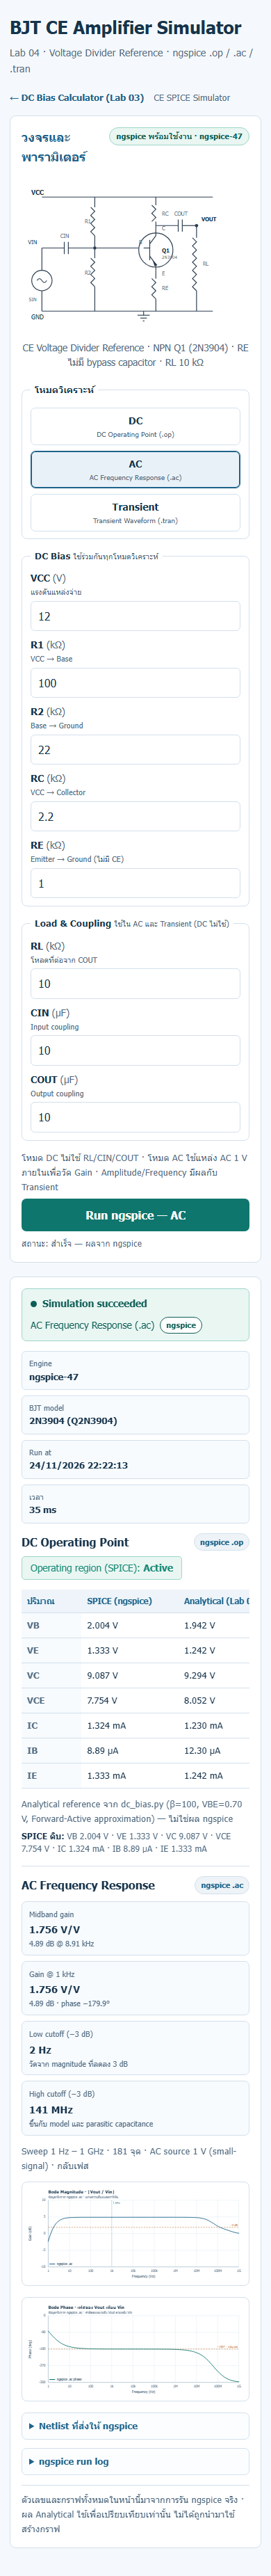 BJT CE Amplifier Simulator
Lab 04 · Voltage Divider Reference · ngspice .op / .ac /
.tran
← DC Bias Calculator (Lab 03) CE SPICE Simulator
วงจรและ
พารามิเตอร์
ngspice พร้อมใช้งาน · ngspice-47
VCC
R1
RC
COUT
VOUT
C
VIN
CIN
B
Q1
2N3904
R2
E
RL
RE
SIN
GND
CE Voltage Divider Reference · NPN Q1 (2N3904) · RE
ไม่มี bypass capacitor · RL 10 kΩ
โหมดวิเคราะห์
DC
DC Operating Point (.op)
AC
AC Frequency Response (.ac)
Transient
Transient Waveform (.tran)
DC Bias ใช้ร่วมกันทุกโหมดวิเคราะห์
VCC (V)
แรงดันแหล่งจ่าย
12
R1 (kΩ)
VCC → Base
100
R2 (kΩ)
Base → Ground
22
RC (kΩ)
VCC → Collector
2.2
RE (kΩ)
Emitter → Ground (ไม่มี CE)
1
Load & Coupling ใช้ใน AC และ Transient (DC ไม่ใช้)
RL (kΩ)
โหลดที่ต่อจาก COUT
10
CIN (µF)
Input coupling
10
COUT (µF)
Output coupling
10
โหมด DC ไม่ใช้ RL/CIN/COUT · โหมด AC ใช้แหล่ง AC 1 V
ภายในเพื่อวัด Gain · Amplitude/Frequency มีผลกับ
Transient
Run ngspice — AC
สถานะ: สำเร็จ — ผลจาก ngspice
● Simulation succeeded
AC Frequency Response (.ac) ngspice
Engine
ngspice-47
BJT model
2N3904 (Q2N3904)
Run at
24/11/2026 22:22:13
เวลา
35 ms
DC Operating Point ngspice .op
Operating region (SPICE): Active
ปริมาณ SPICE (ngspice) Analytical (Lab
VB 2.004 V 1.942 V
VE 1.333 V 1.242 V
VC 9.087 V 9.294 V
VCE 7.754 V 8.052 V
IC 1.324 mA 1.230 mA
IB 8.89 µA 12.30 µA
IE 1.333 mA 1.242 mA
Analytical reference จาก dc_bias.py (β=100, VBE=0.70
V, Forward-Active approximation) — ไม่ใช่ผล ngspice
SPICE ดิบ: VB 2.004 V · VE 1.333 V · VC 9.087 V · VCE
7.754 V · IC 1.324 mA · IB 8.89 µA · IE 1.333 mA
AC Frequency Response ngspice .ac
Midband gain
1.756 V/V
4.89 dB @ 8.91 kHz
Gain @ 1 kHz
1.756 V/V
4.89 dB · phase −179.9°
Low cutoff (−3 dB)
2 Hz
วัดจาก magnitude ที่ลดลง 3 dB
High cutoff (−3 dB)
141 MHz
ขึ้นกับ model และ parasitic capacitance
Sweep 1 Hz – 1 GHz · 181 จุด · AC source 1 V (small-
signal) · กลับเฟส
Bode Magnitude · |Vout / Vin|
Gain (dB)
ngspice .ac
Frequency (Hz)
Phase (deg)
ngspice .ac phase
Frequency (Hz)
▶ Netlist ที่ส่งให้ ngspice
▶ ngspice run log
ตัวเลขและกราฟทั้งหมดในหน้านี้มาจากการรัน ngspice จริง ·
ผล Analytical ใช้เพื่อเปรียบเทียบเท่านั้น ไม่ได้ถูกนำมาใช้
สร้างกราฟ